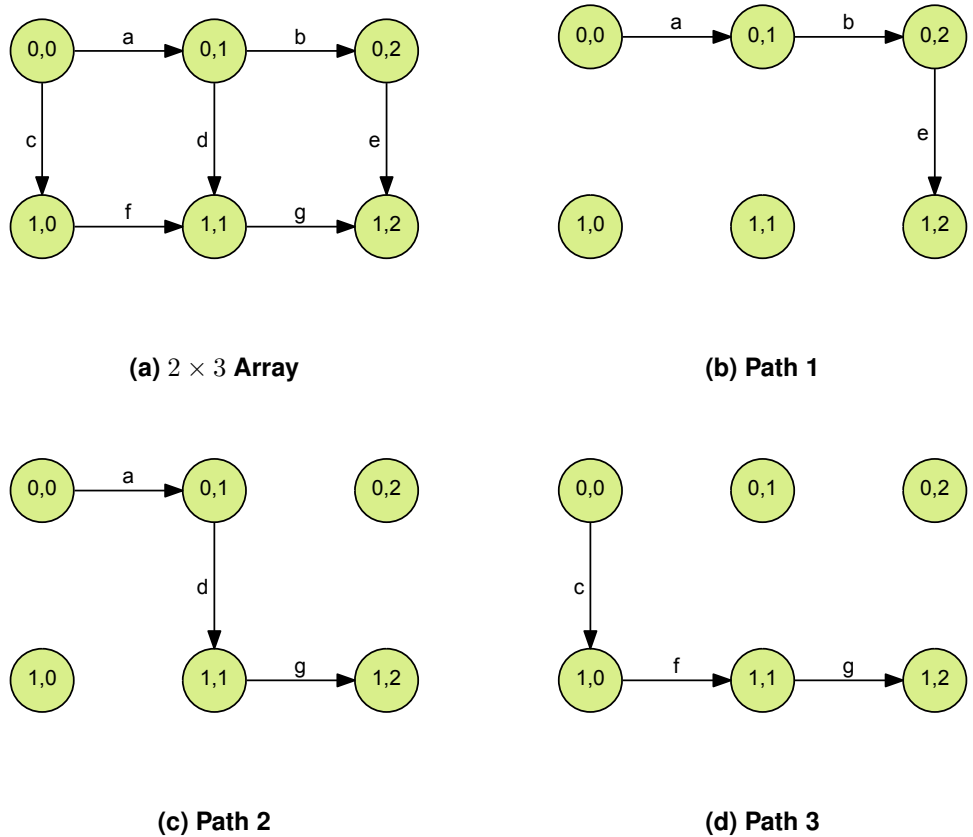 0,0 a 0,1 b 0,2
c d e
1,0 f 1,1 g 1,2
(a) 2 × 3 Array
0,0 a 0,1 b 0,2
e
1,0 1,1 1,2
(b) Path 1
0,0 a 0,1 0,2
d
1,0 1,1 g 1,2
(c) Path 2
0,0 0,1 0,2
c
1,0 f 1,1 g 1,2
(d) Path 3